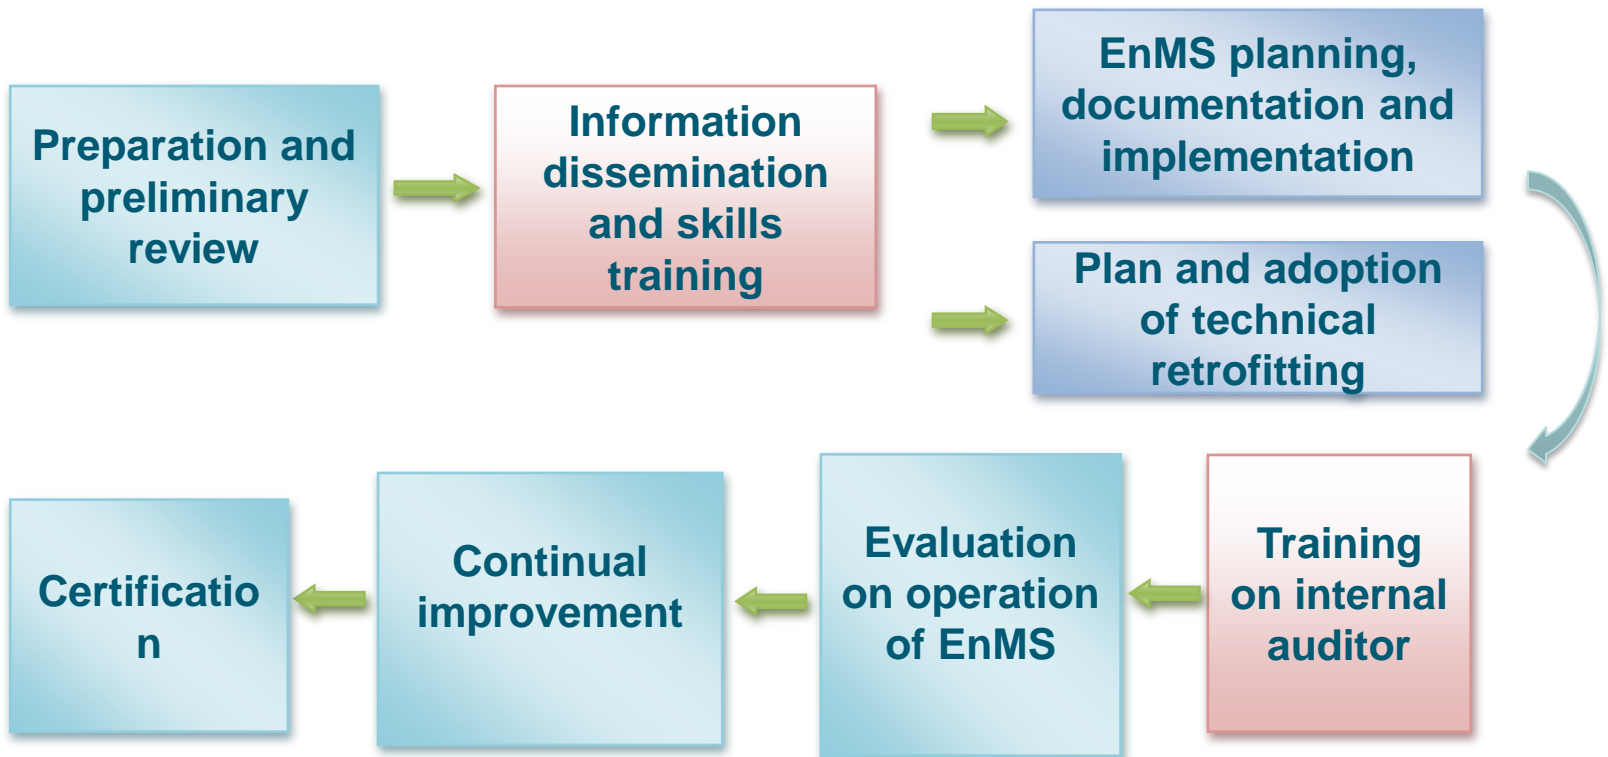 Preparation and
preliminary
review
Information
dissemination
and skills
training
EnMS planning,
documentation and
implementation
Plan and adoption
of technical
retrofitting
Training
on internal
auditor
Evaluation
on operation
of EnMS
Continual
improvement
Certificatio
n